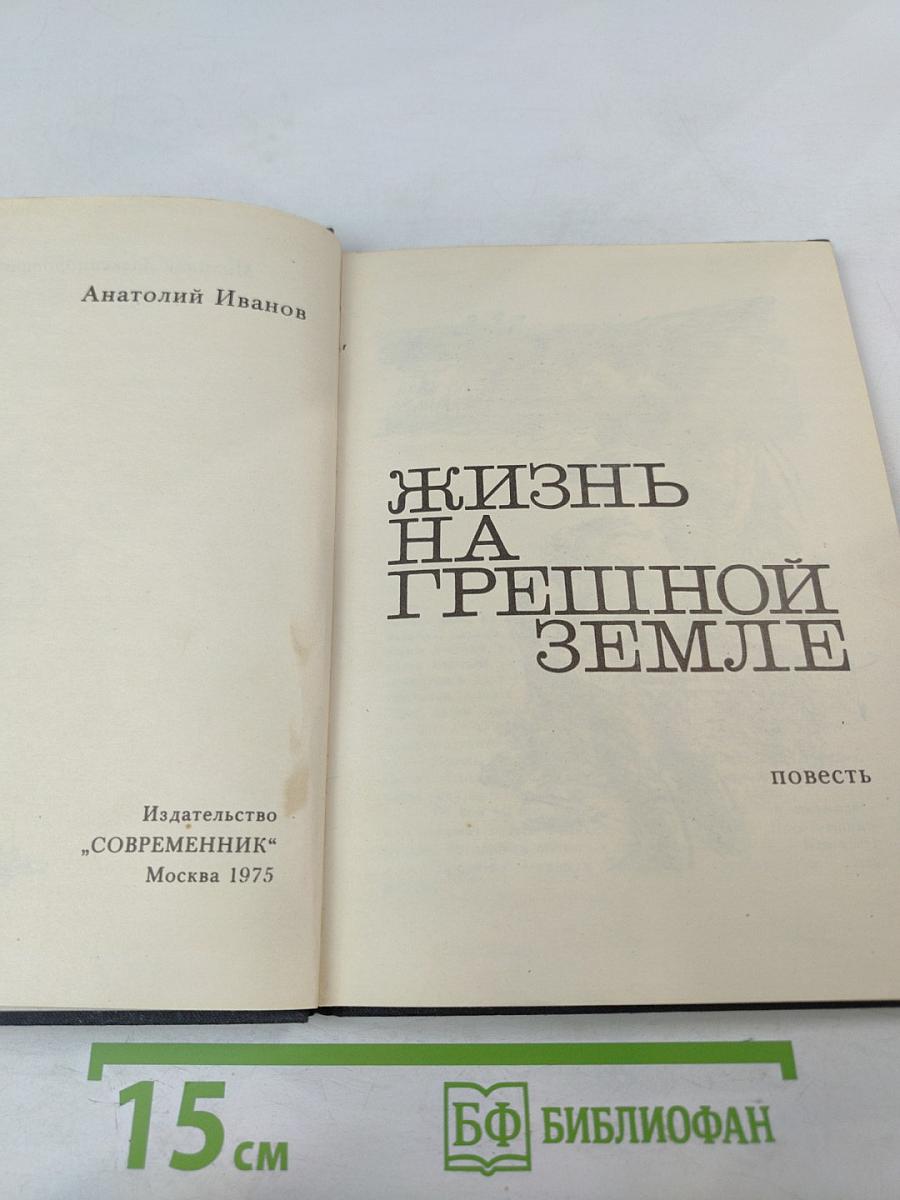 Анатолий Иванов
Издательство
„СОВРЕМЕННИК“
Москва 1975
ЖИЗНЬ
НА
ГРЕШНОЙ
ЗЕМЛЕ
повесть
15 см
БФ БИБЛИОФАН